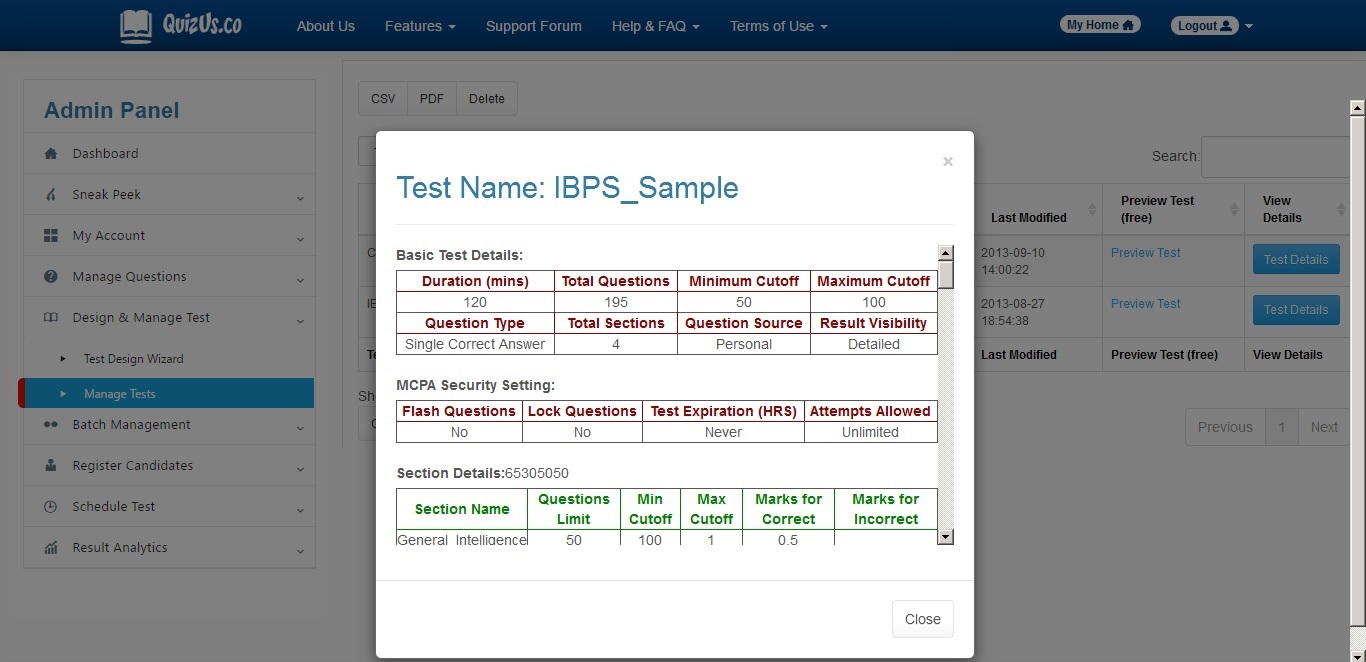 QuizUs.co About Us Features Support Forum Help & FAQ Terms of Use My Home Logout
Admin Panel
Dashboard
Sneak Peek
My Account
Manage Questions
Design & Manage Test
Test Design Wizard
Manage Tests
Batch Management
Register Candidates
Schedule Test
Result Analytics
CSV PDF Delete
Search:
Last Modified Preview Test (free) View Details
2013-09-10 14:00:22 Preview Test Test Details
2013-08-27 18:54:38 Preview Test Test Details
Last Modified Preview Test (free) View Details
Previous 1 Next
×
Test Name: IBPS_Sample
Basic Test Details:
Duration (mins) Total Questions Minimum Cutoff Maximum Cutoff
120 195 50 100
Question Type Total Sections Question Source Result Visibility
Single Correct Answer 4 Personal Detailed
MCPA Security Setting:
Flash Questions Lock Questions Test Expiration (HRS) Attempts Allowed
No No Never Unlimited
Section Details:65305050
Section Name Questions Limit Min Cutoff Max Cutoff Marks for Correct Marks for Incorrect
General Intelligence 50 100 1 0.5
Close